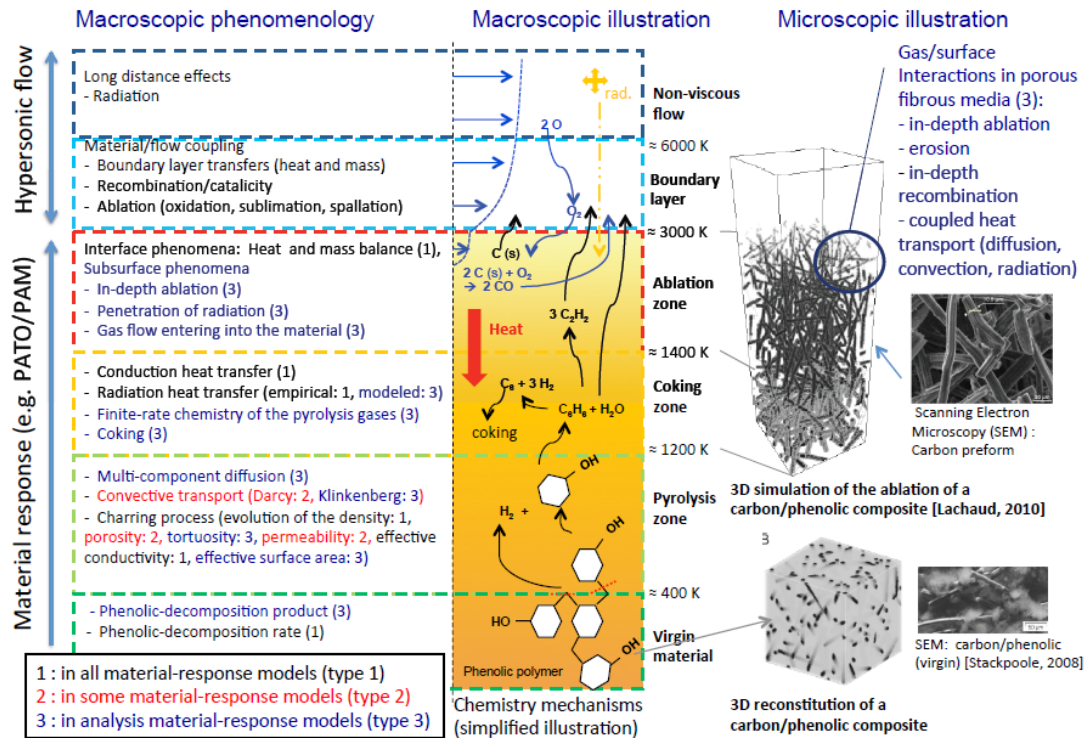 Macroscopic phenomenology
Macroscopic illustration
Microscopic illustration
Hypersonic flow
Material response (e.g. PATO/PAM)
Long distance effects
- Radiation
Material/flow coupling
- Boundary layer transfers (heat and mass)
- Recombination/catalicity
- Ablation (oxidation, sublimation, spallation)
Interface phenomena: Heat and mass balance (1),
Subsurface phenomena
- In-depth ablation (3)
- Penetration of radiation (3)
- Gas flow entering into the material (3)
- Conduction heat transfer (1)
- Radiation heat transfer (empirical: 1, modeled: 3)
- Finite-rate chemistry of the pyrolysis gases (3)
- Coking (3)
- Multi-component diffusion (3)
- Convective transport (Darcy: 2, Klinkenberg: 3)
- Charring process (evolution of the density: 1,
porosity: 2, tortuosity: 3, permeability: 2, effective
conductivity: 1, effective surface area: 3)
- Phenolic-decomposition product (3)
- Phenolic-decomposition rate (1)
1 : in all material-response models (type 1)
2 : in some material-response models (type 2)
3 : in analysis material-response models (type 3)
rad.
2 O
O₂
C (s)
2 C (s) + O₂
→ 2 CO
Heat
3 C₂H₂
C₆ + 3 H₂
C₆H₆ + H₂O
coking
OH
H₂ +
OH
HO
OH
Phenolic polymer
Chemistry mechanisms
(simplified illustration)
Non-viscous
flow
≈ 6000 K
Boundary
layer
≈ 3000 K
Ablation
zone
≈ 1400 K
Coking
zone
≈ 1200 K
Pyrolysis
zone
≈ 400 K
Virgin
material
Gas/surface
Interactions in porous
fibrous media (3):
- in-depth ablation
- erosion
- in-depth
recombination
- coupled heat
transport (diffusion,
convection, radiation)
Scanning Electron
Microscopy (SEM) :
Carbon preform
3D simulation of the ablation of a
carbon/phenolic composite [Lachaud, 2010]
3
50 µm
SEM: carbon/phenolic
(virgin) [Stackpoole, 2008]
3D reconstitution of a
carbon/phenolic composite